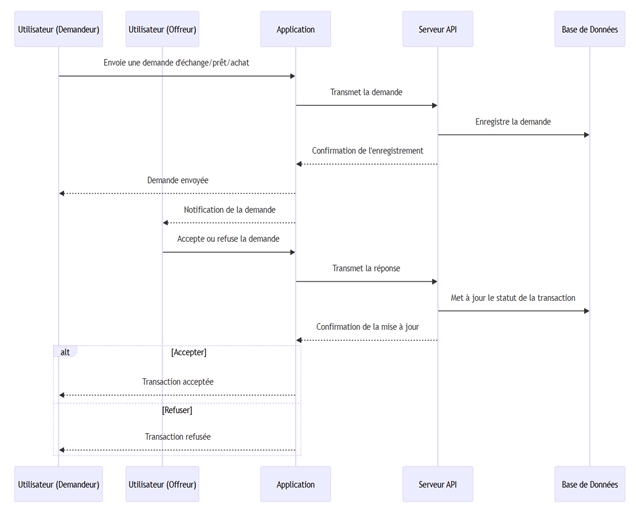 Utilisateur (Demandeur)
Utilisateur (Offreur)
Application
Serveur API
Base de Données
Envoie une demande d'échange/prêt/achat
Transmet la demande
Enregistre la demande
Confirmation de l'enregistrement
Demande envoyée
Notification de la demande
Accepte ou refuse la demande
Transmet la réponse
Met à jour le statut de la transaction
Confirmation de la mise à jour
alt
[Accepter]
Transaction acceptée
[Refuser]
Transaction refusée
Utilisateur (Demandeur)
Utilisateur (Offreur)
Application
Serveur API
Base de Données